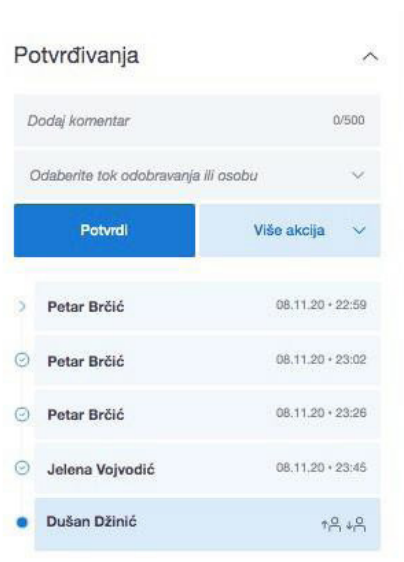 Potvrđivanja
Dodaj komentar 0/500
Odaberite tok odobravanja ili osobu
Potvrdi Više akcija
Petar Brčić 08.11.20 • 22:59
Petar Brčić 08.11.20 • 23:02
Petar Brčić 08.11.20 • 23:26
Jelena Vojvodić 08.11.20 • 23:45
Dušan Džinić